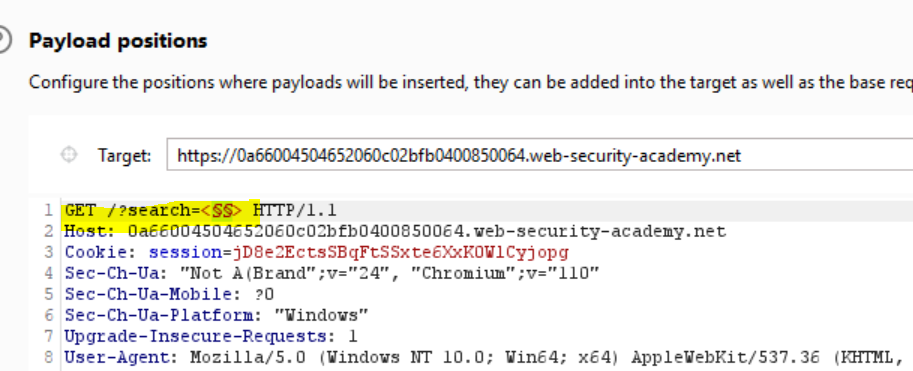 Payload positions
Configure the positions where payloads will be inserted, they can be added into the target as well as the base req
Target: https://0a66004504652060c02bfb0400850064.web-security-academy.net
1 GET /?search=<§§> HTTP/1.1
2 Host: 0a66004504652060c02bfb0400850064.web-security-academy.net
3 Cookie: session=jD8e2EctsSBqFtSSxte6XxK0WlCyjopg
4 Sec-Ch-Ua: "Not A(Brand";v="24", "Chromium";v="110"
5 Sec-Ch-Ua-Mobile: ?0
6 Sec-Ch-Ua-Platform: "Windows"
7 Upgrade-Insecure-Requests: 1
8 User-Agent: Mozilla/5.0 (Windows NT 10.0; Win64; x64) AppleWebKit/537.36 (KHTML,